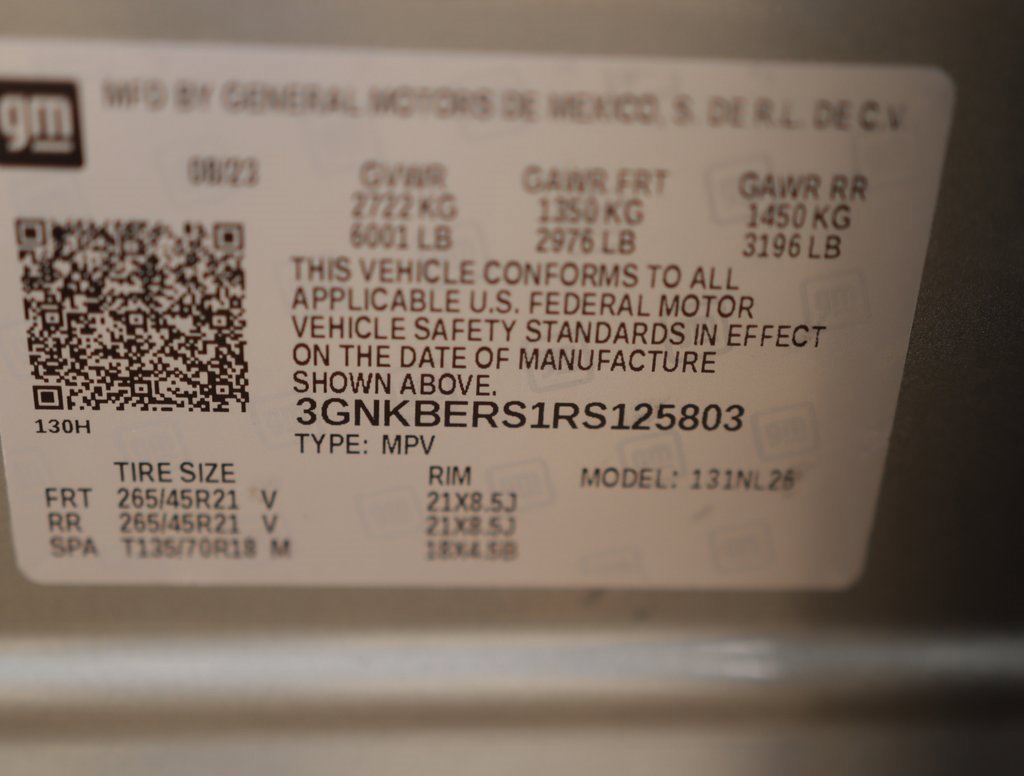 gm
MFD BY GENERAL MOTORS DE MEXICO, S. DE R.L. DE C.V
08/23 GVWR GAWR FRT GAWR RR
2722 KG 1350 KG 1450 KG
6001 LB 2976 LB 3196 LB
THIS VEHICLE CONFORMS TO ALL
APPLICABLE U.S. FEDERAL MOTOR
VEHICLE SAFETY STANDARDS IN EFFECT
ON THE DATE OF MANUFACTURE
SHOWN ABOVE.
3GNKBERS1RS125803
130H
TYPE: MPV
TIRE SIZE RIM MODEL: 131NL26
FRT 265/45R21 V 21X8.5J
RR 265/45R21 V 21X8.5J
SPA T135/70R18 M 18X4.5B